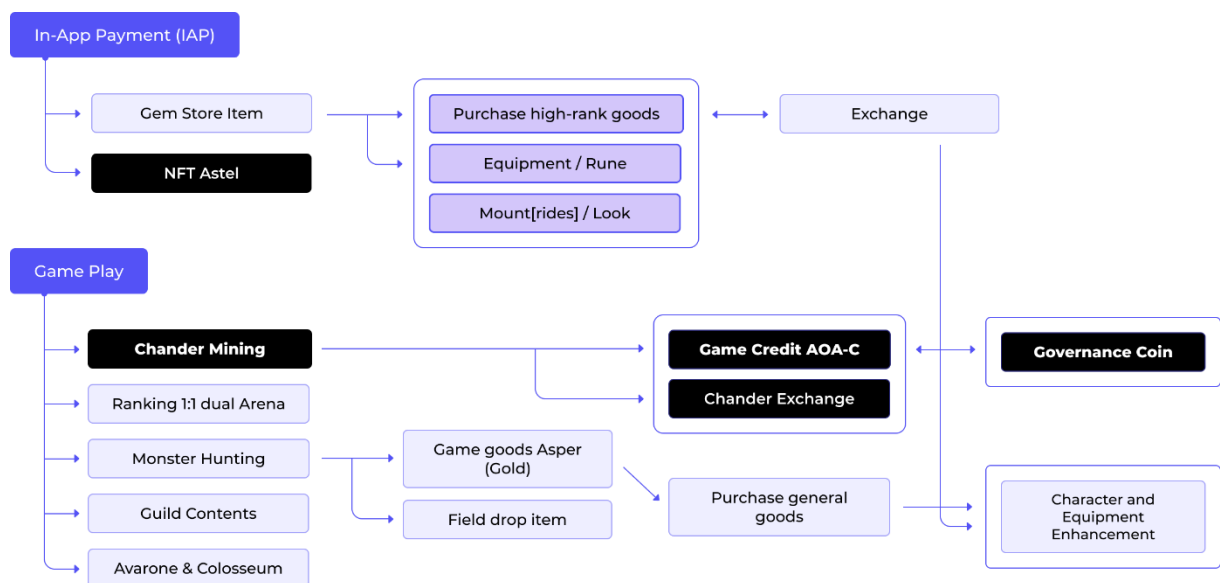 In-App Payment (IAP)
Gem Store Item
NFT Astel
Purchase high-rank goods
Equipment / Rune
Mount[rides] / Look
Exchange
Game Play
Chander Mining
Ranking 1:1 dual Arena
Monster Hunting
Guild Contents
Avarone & Colosseum
Game goods Asper
(Gold)
Field drop item
Game Credit AOA-C
Chander Exchange
Purchase general
goods
Governance Coin
Character and
Equipment
Enhancement